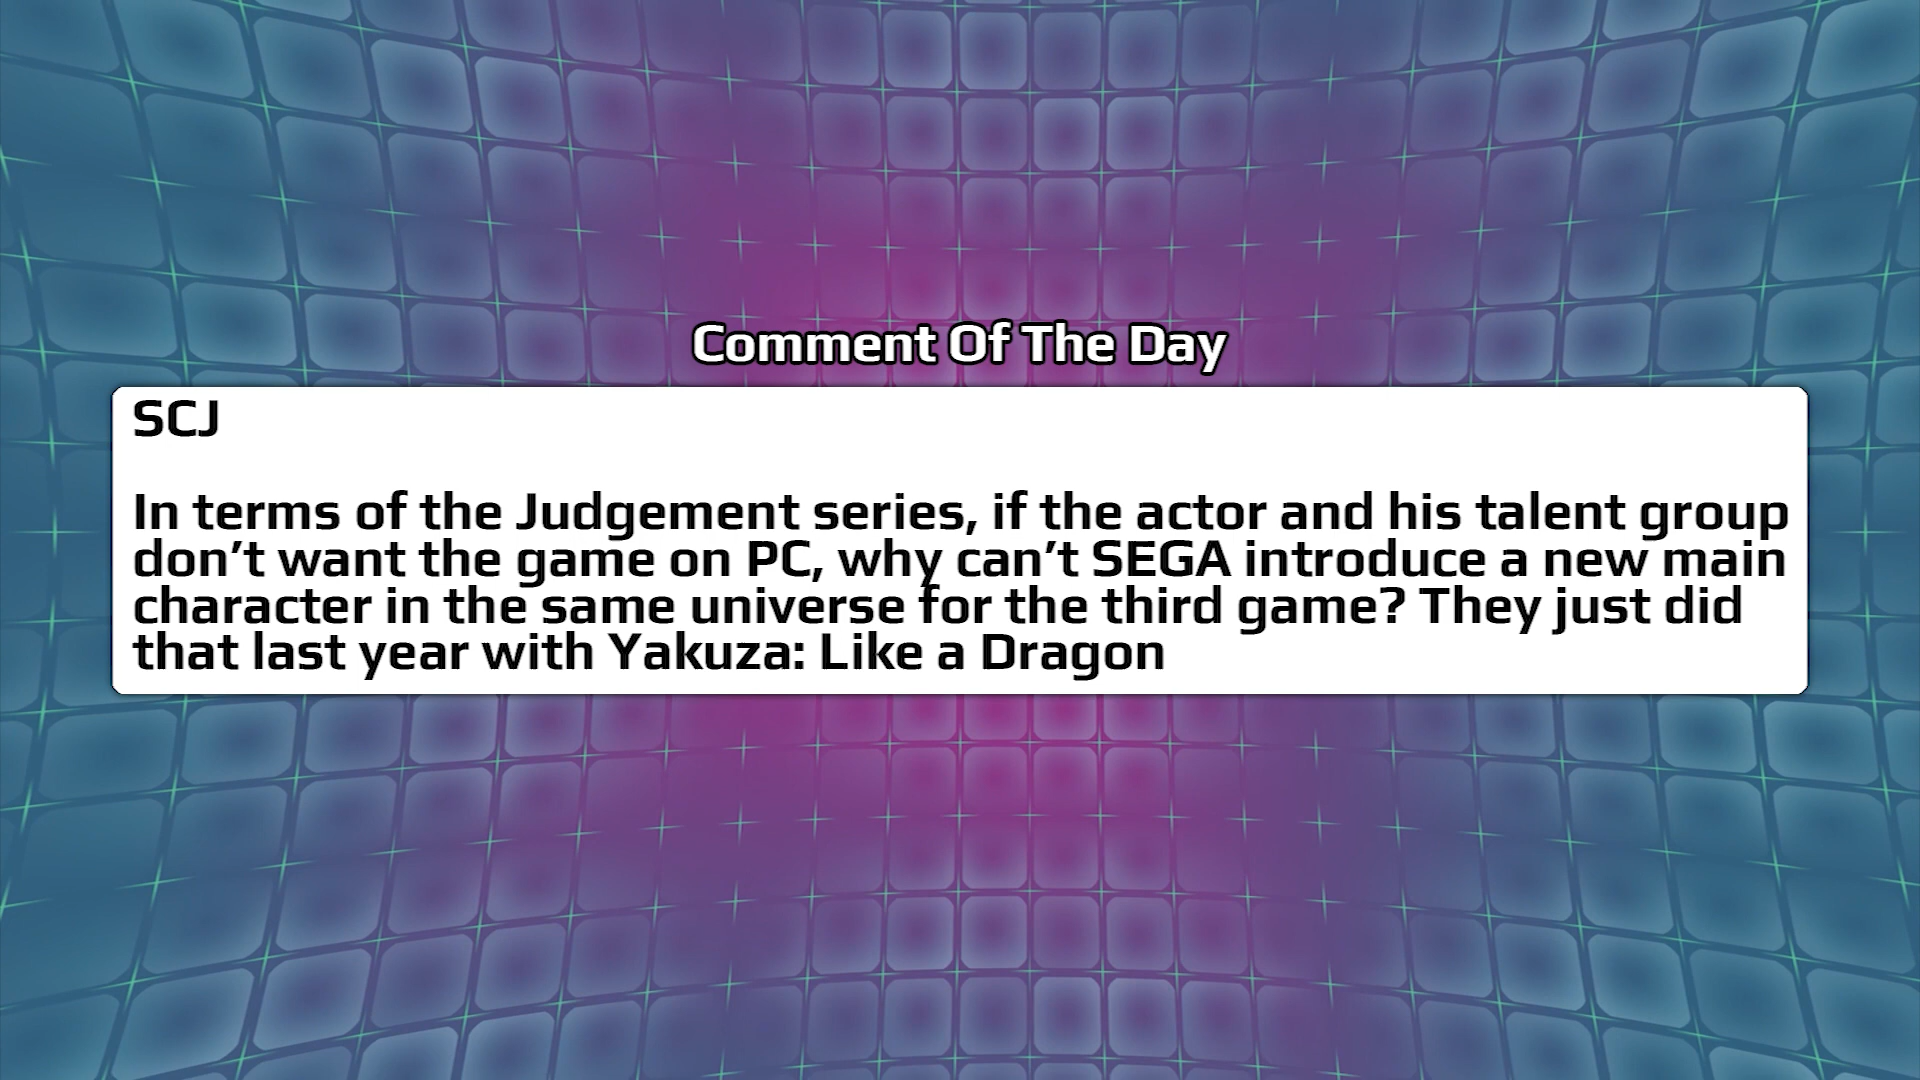 Comment Of The Day
SCJ
In terms of the Judgement series, if the actor and his talent group
don’t want the game on PC, why can’t SEGA introduce a new main
character in the same universe for the third game? They just did
that last year with Yakuza: Like a Dragon